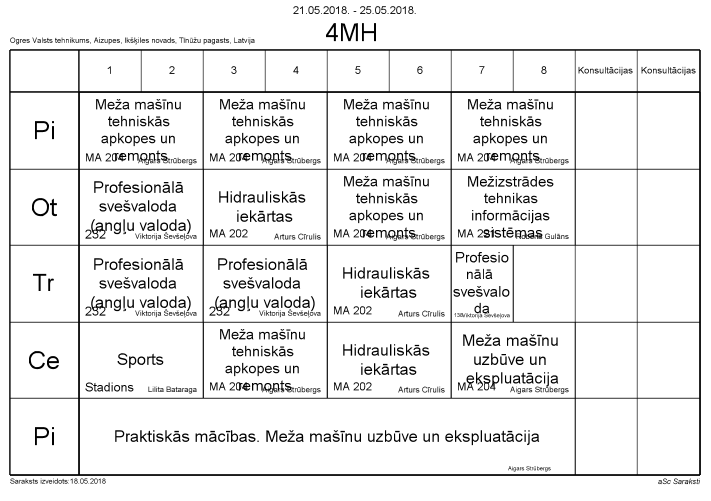 21.05.2018. - 25.05.2018.
4MH
Ogres Valsts tehnikums, Aizupes, Ikšķiles novads, Tīnūžu pagasts, Latvija
1 2 3 4 5 6 7 8 Konsultācijas Konsultācijas
Pi
Meža mašīnu
tehniskās
apkopes un
remonts
MA 204 Aigars Strūbergs
Meža mašīnu
tehniskās
apkopes un
remonts
MA 204 Aigars Strūbergs
Meža mašīnu
tehniskās
apkopes un
remonts
MA 204 Aigars Strūbergs
Meža mašīnu
tehniskās
apkopes un
remonts
MA 204 Aigars Strūbergs
Ot
Profesionālā
svešvaloda
(angļu valoda)
232 Viktorija Ševšeļova
Hidrauliskās
iekārtas
MA 202 Arturs Cīrulis
Meža mašīnu
tehniskās
apkopes un
remonts
MA 204 Aigars Strūbergs
Mežizstrādes
tehnikas
informācijas
sistēmas
MA Gulāns
Tr
Profesionālā
svešvaloda
(angļu valoda)
232 Viktorija Ševšeļova
Profesionālā
svešvaloda
(angļu valoda)
232 Viktorija Ševšeļova
Hidrauliskās
iekārtas
MA 202 Arturs Cīrulis
Profesio
nālā
svešvalo
da
Viktorija Ševšeļova
Ce
Sports
Stadions Lilita Bataraga
Meža mašīnu
tehniskās
apkopes un
remonts
MA 204 Aigars Strūbergs
Hidrauliskās
iekārtas
MA 202 Arturs Cīrulis
Meža mašīnu
uzbūve un
ekspluatācija
MA 204 Aigars Strūbergs
Pi
Praktiskās mācības. Meža mašīnu uzbūve un ekspluatācija
Aigars Strūbergs
Saraksts izveidots:18.05.2018 aSc Saraksti